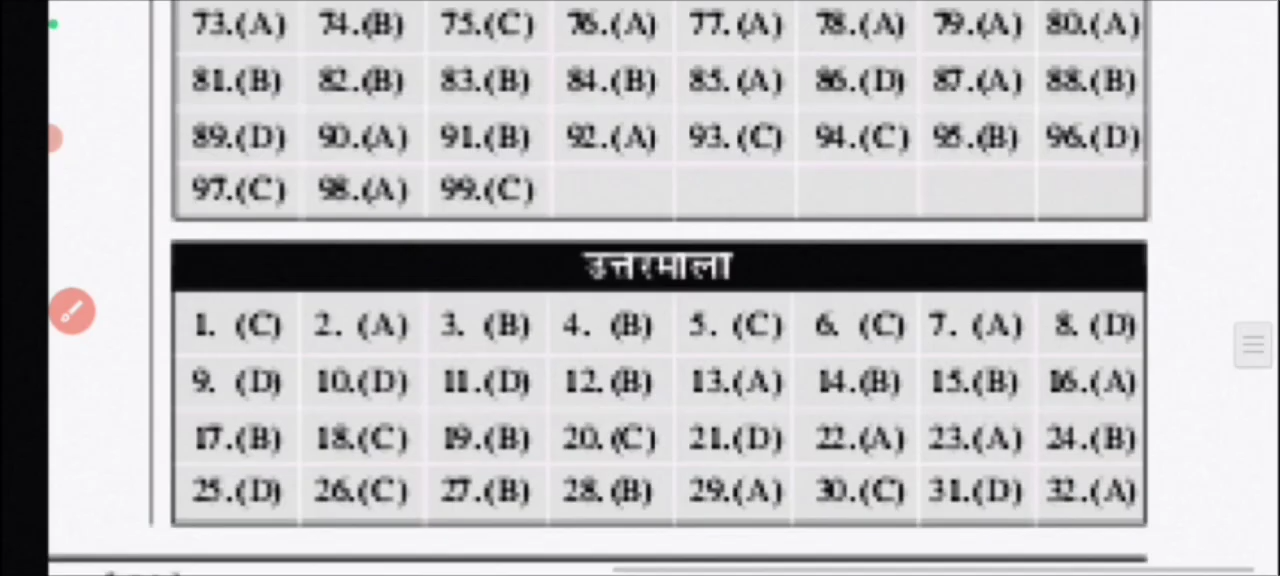 73.(A) 74.(B) 75.(C) 76.(A) 77.(A) 78.(A) 79.(A) 80.(A)
81.(B) 82.(B) 83.(B) 84.(B) 85.(A) 86.(D) 87.(A) 88.(B)
89.(D) 90.(A) 91.(B) 92.(A) 93.(C) 94.(C) 95.(B) 96.(D)
97.(C) 98.(A) 99.(C)
उत्तरमाला
1. (C) 2. (A) 3. (B) 4. (B) 5. (C) 6. (C) 7. (A) 8. (D)
9. (D) 10.(D) 11.(D) 12.(B) 13.(A) 14.(B) 15.(B) 16.(A)
17.(B) 18.(C) 19.(B) 20.(C) 21.(D) 22.(A) 23.(A) 24.(B)
25.(D) 26.(C) 27.(B) 28.(B) 29.(A) 30.(C) 31.(D) 32.(A)